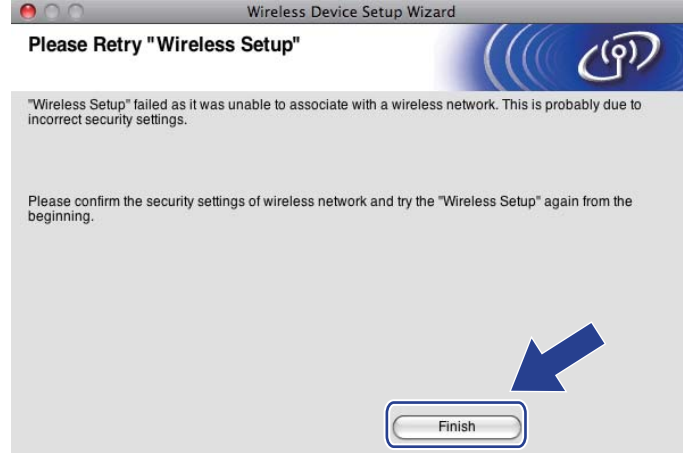 Wireless Device Setup Wizard
Please Retry "Wireless Setup"
"Wireless Setup" failed as it was unable to associate with a wireless network. This is probably due to
incorrect security settings.
Please confirm the security settings of wireless network and try the "Wireless Setup" again from the
beginning.
Finish